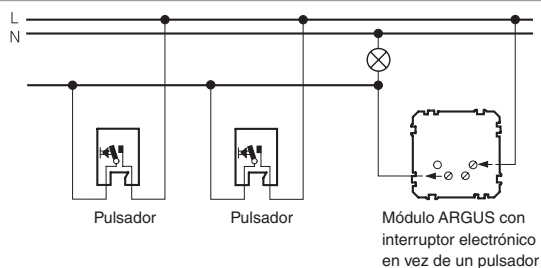 L
N
Pulsador
Pulsador
Módulo ARGUS con
interruptor electrónico
en vez de un pulsador